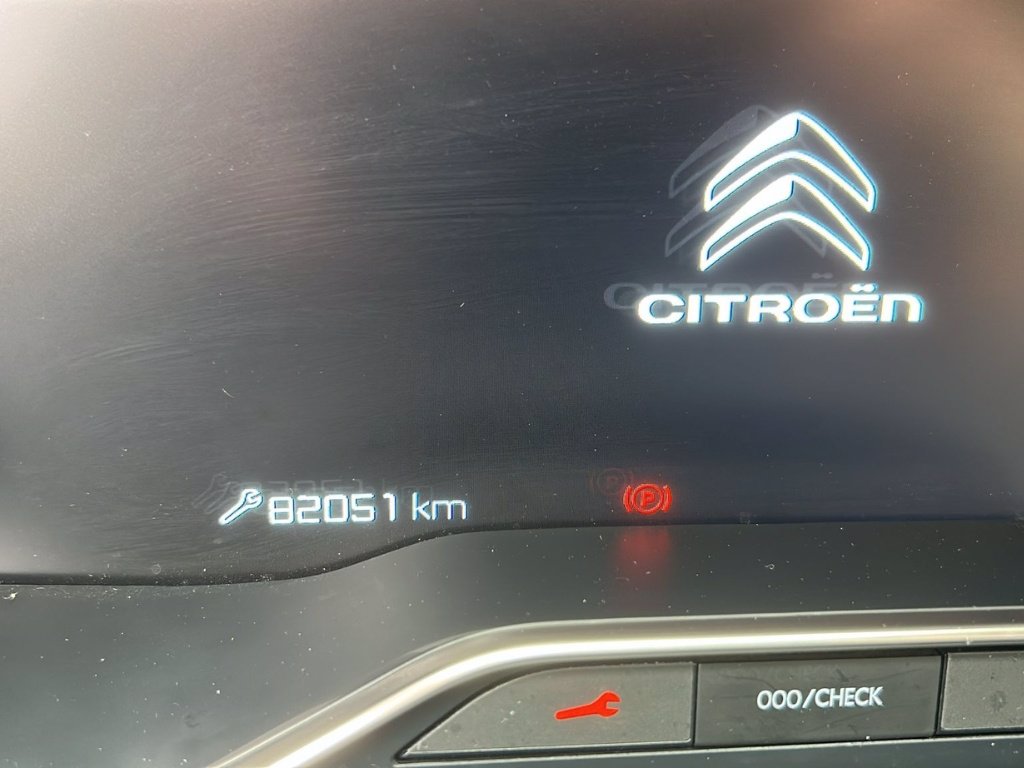 CITROËN
82051 km
P
000/CHECK